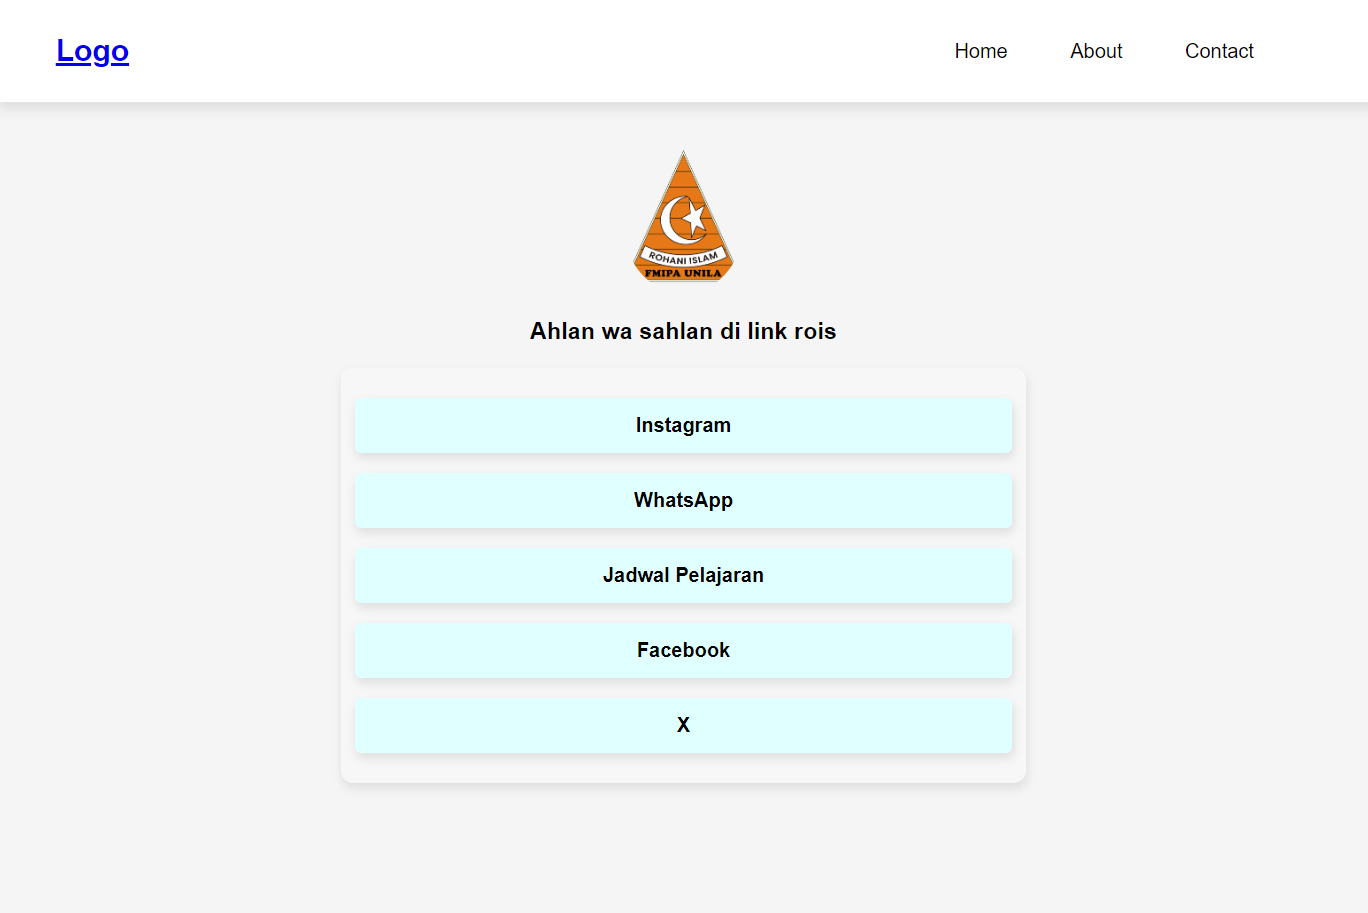 Logo
Home
About
Contact
ROHANI ISLAM
FMIPA UNILA
Ahlan wa sahlan di link rois
Instagram
WhatsApp
Jadwal Pelajaran
Facebook
X